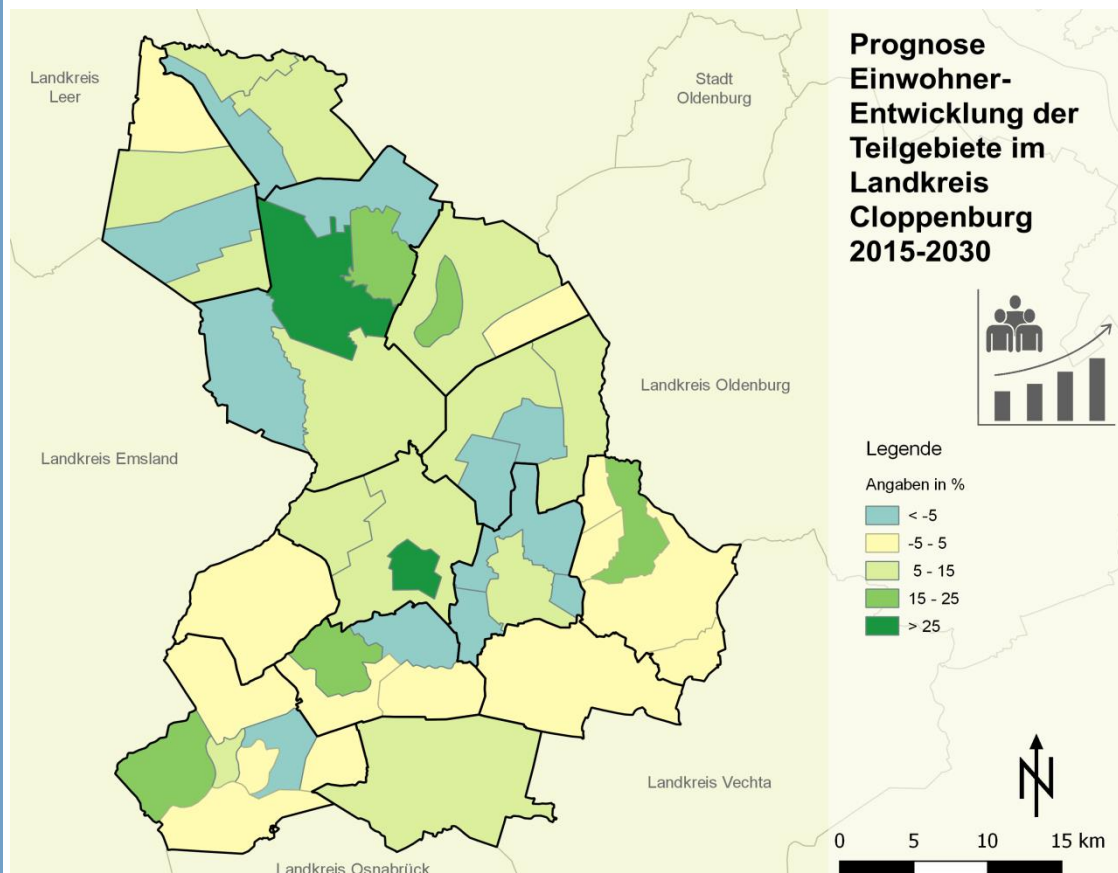 Prognose
Einwohner-
Entwicklung der
Teilgebiete im
Landkreis
Cloppenburg
2015-2030
Landkreis
Leer
Stadt
Oldenburg
Landkreis Oldenburg
Landkreis Emsland
Landkreis Vechta
Landkreis Osnabrück
Legende
Angaben in %
< -5
-5 - 5
5 - 15
15 - 25
> 25
N
0 5 10 15 km